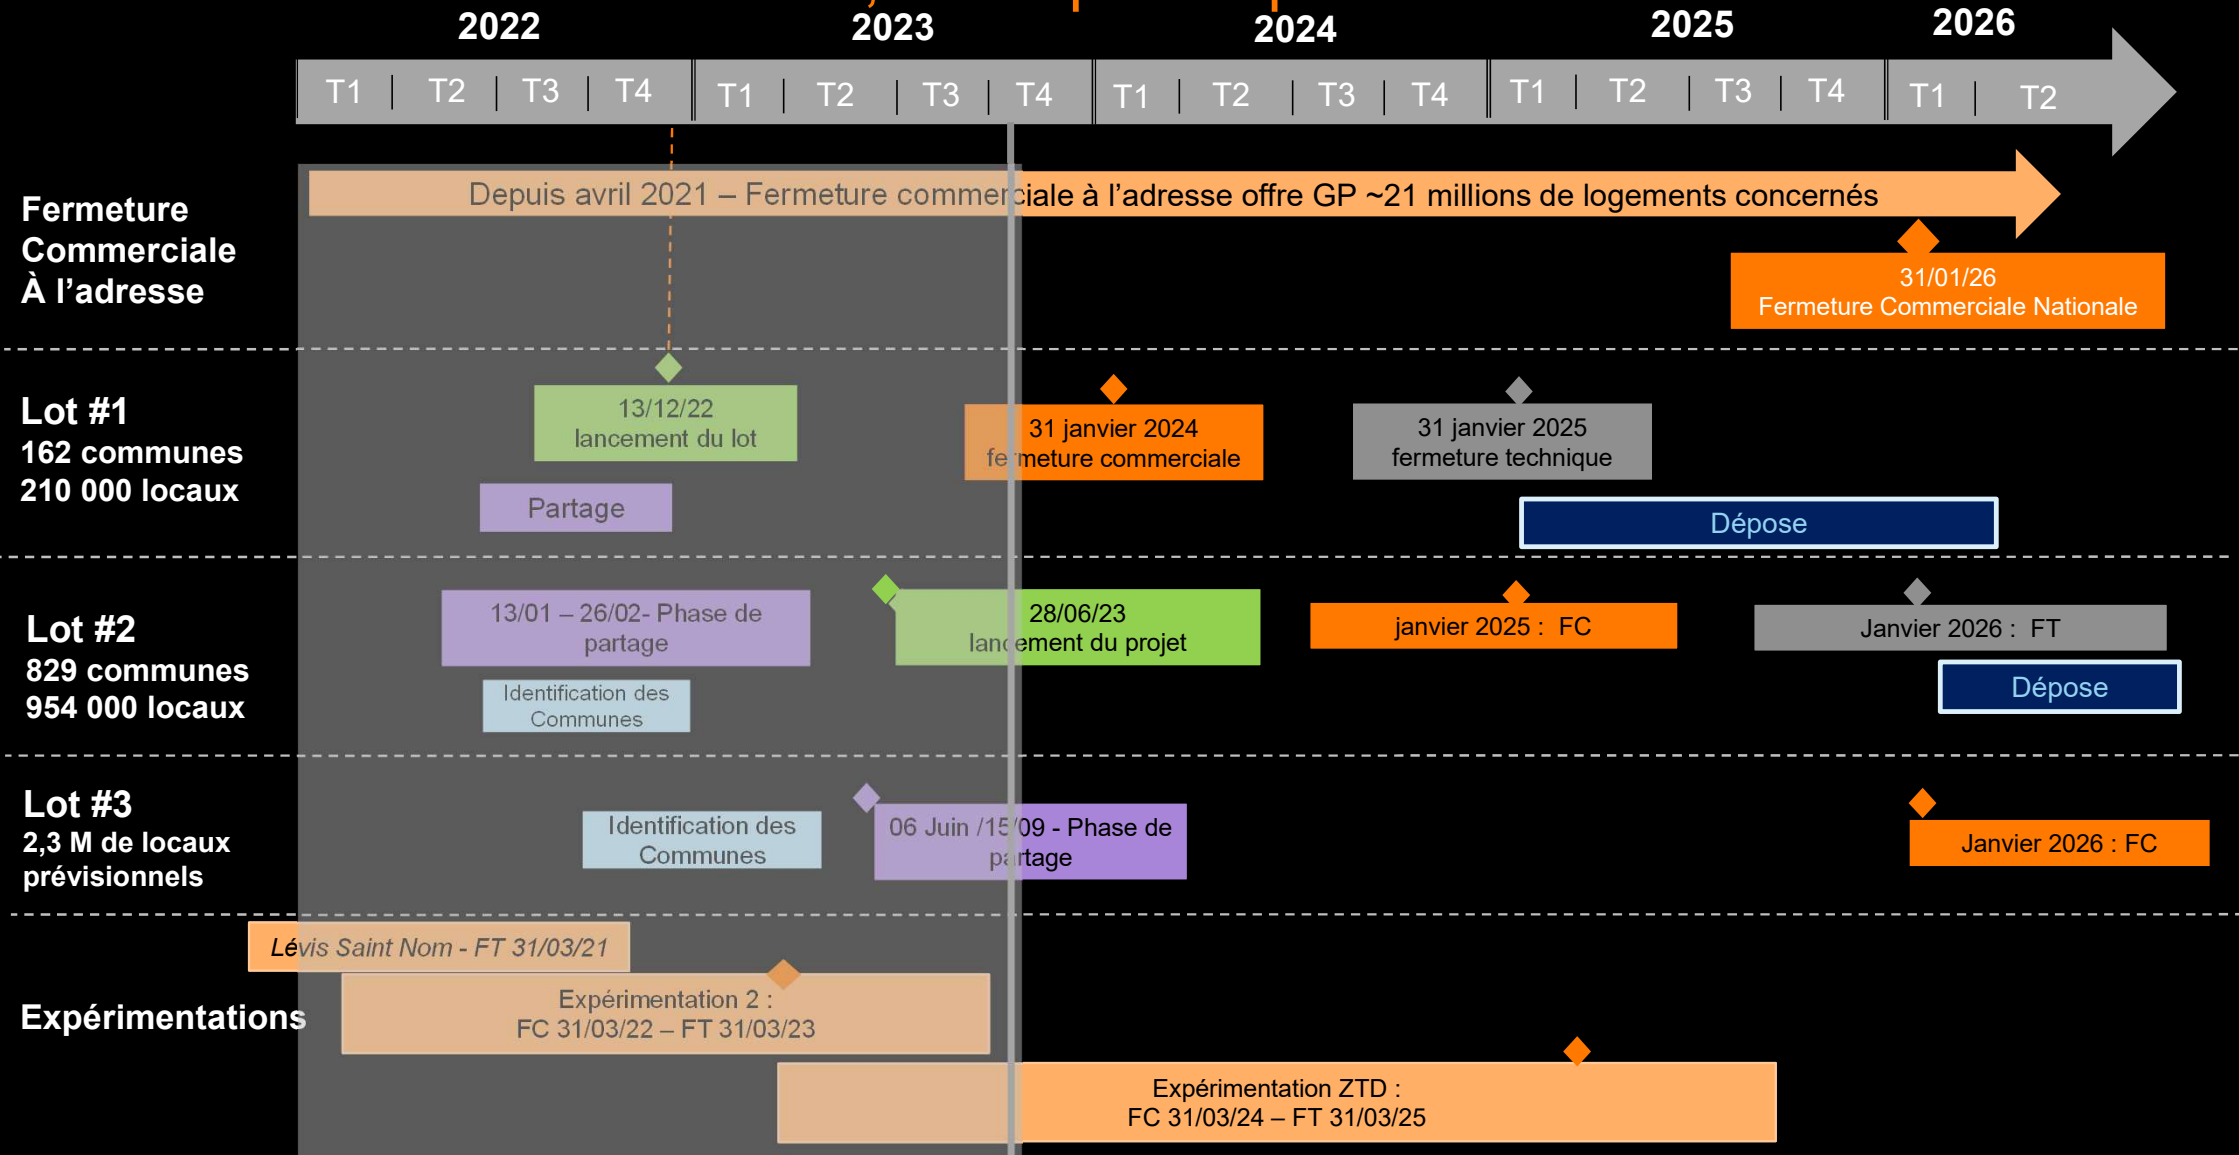 2022
2023
2024
2025
2026
T1
T2
T3
T4
T1
T2
T3
T4
T1
T2
T3
T4
T1
T2
T3
T4
T1
T2
Fermeture
Commerciale
À l'adresse
Depuis avril 2021 – Fermeture commerciale à l'adresse offre GP ~21 millions de logements concernés
31/01/26
Fermeture Commerciale Nationale
Lot #1
162 communes
210 000 locaux
13/12/22
lancement du lot
Partage
31 janvier 2024
fermeture commerciale
31 janvier 2025
fermeture technique
Dépose
Lot #2
829 communes
954 000 locaux
13/01 – 26/02- Phase de
partage
Identification des
Communes
28/06/23
lancement du projet
janvier 2025 : FC
Janvier 2026 : FT
Dépose
Lot #3
2,3 M de locaux
prévisionnels
Identification des
Communes
06 Juin /15/09 - Phase de
partage
Janvier 2026 : FC
Expérimentations
Lévis Saint Nom - FT 31/03/21
Expérimentation 2 :
FC 31/03/22 – FT 31/03/23
Expérimentation ZTD :
FC 31/03/24 – FT 31/03/25